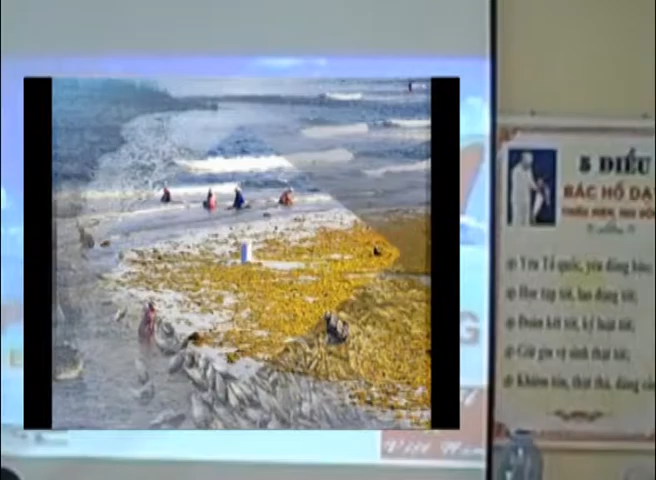 5 ĐIỀU
BÁC HỒ DẠ
Yêu Tổ quốc, yêu đồng bào;
Học tập tốt, lao động tốt;
Đoàn kết tốt, kỷ luật tốt;
Giữ gìn vệ sinh thật tốt;
Khiêm tốn, thật thà, dũng cả
G